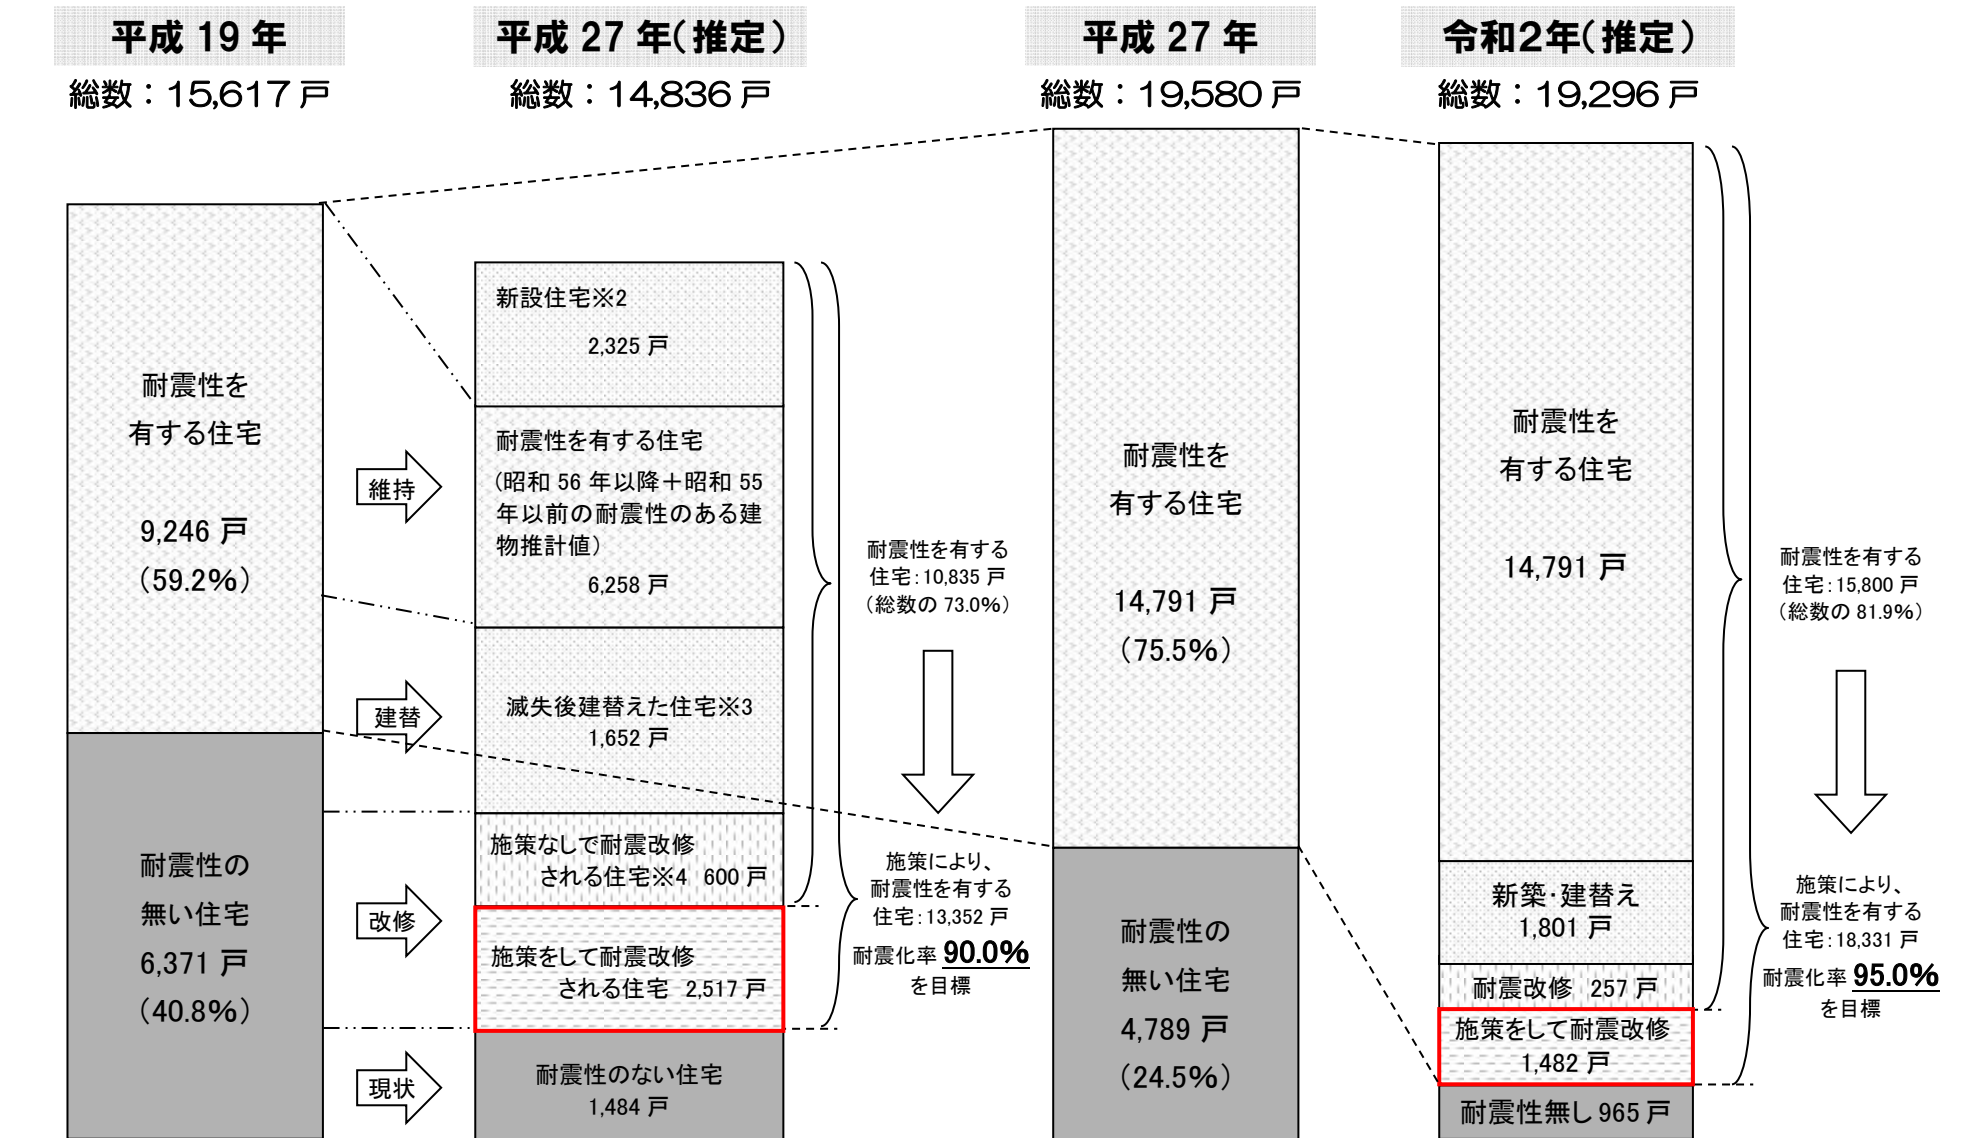 平成 19 年
総数：15,617 戸
耐震性を
有する住宅
9,246 戸
（59.2%）
耐震性の
無い住宅
6,371 戸
（40.8%）
維持
建替
改修
現状
平成 27 年（推定）
総数：14,836 戸
新設住宅※2
2,325 戸
耐震性を有する住宅
（昭和 56 年以降＋昭和 55
年以前の耐震性のある建
物推計値）
6,258 戸
滅失後建替えた住宅※3
1,652 戸
施策なしで耐震改修
される住宅※4 600 戸
施策をして耐震改修
される住宅 2,517 戸
耐震性のない住宅
1,484 戸
耐震性を有する
住宅：10,835 戸
（総数の 73.0%）
施策により、
耐震性を有する
住宅：13,352 戸
耐震化率 90.0%
を目標
平成 27 年
総数：19,580 戸
耐震性を
有する住宅
14,791 戸
（75.5%）
耐震性の
無い住宅
4,789 戸
（24.5%）
令和2年（推定）
総数：19,296 戸
耐震性を
有する住宅
14,791 戸
新築・建替え
1,801 戸
耐震改修 257 戸
施策をして耐震改修
1,482 戸
耐震性無し 965 戸
耐震性を有する
住宅：15,800 戸
（総数の 81.9%）
施策により、
耐震性を有する
住宅：18,331 戸
耐震化率 95.0%
を目標